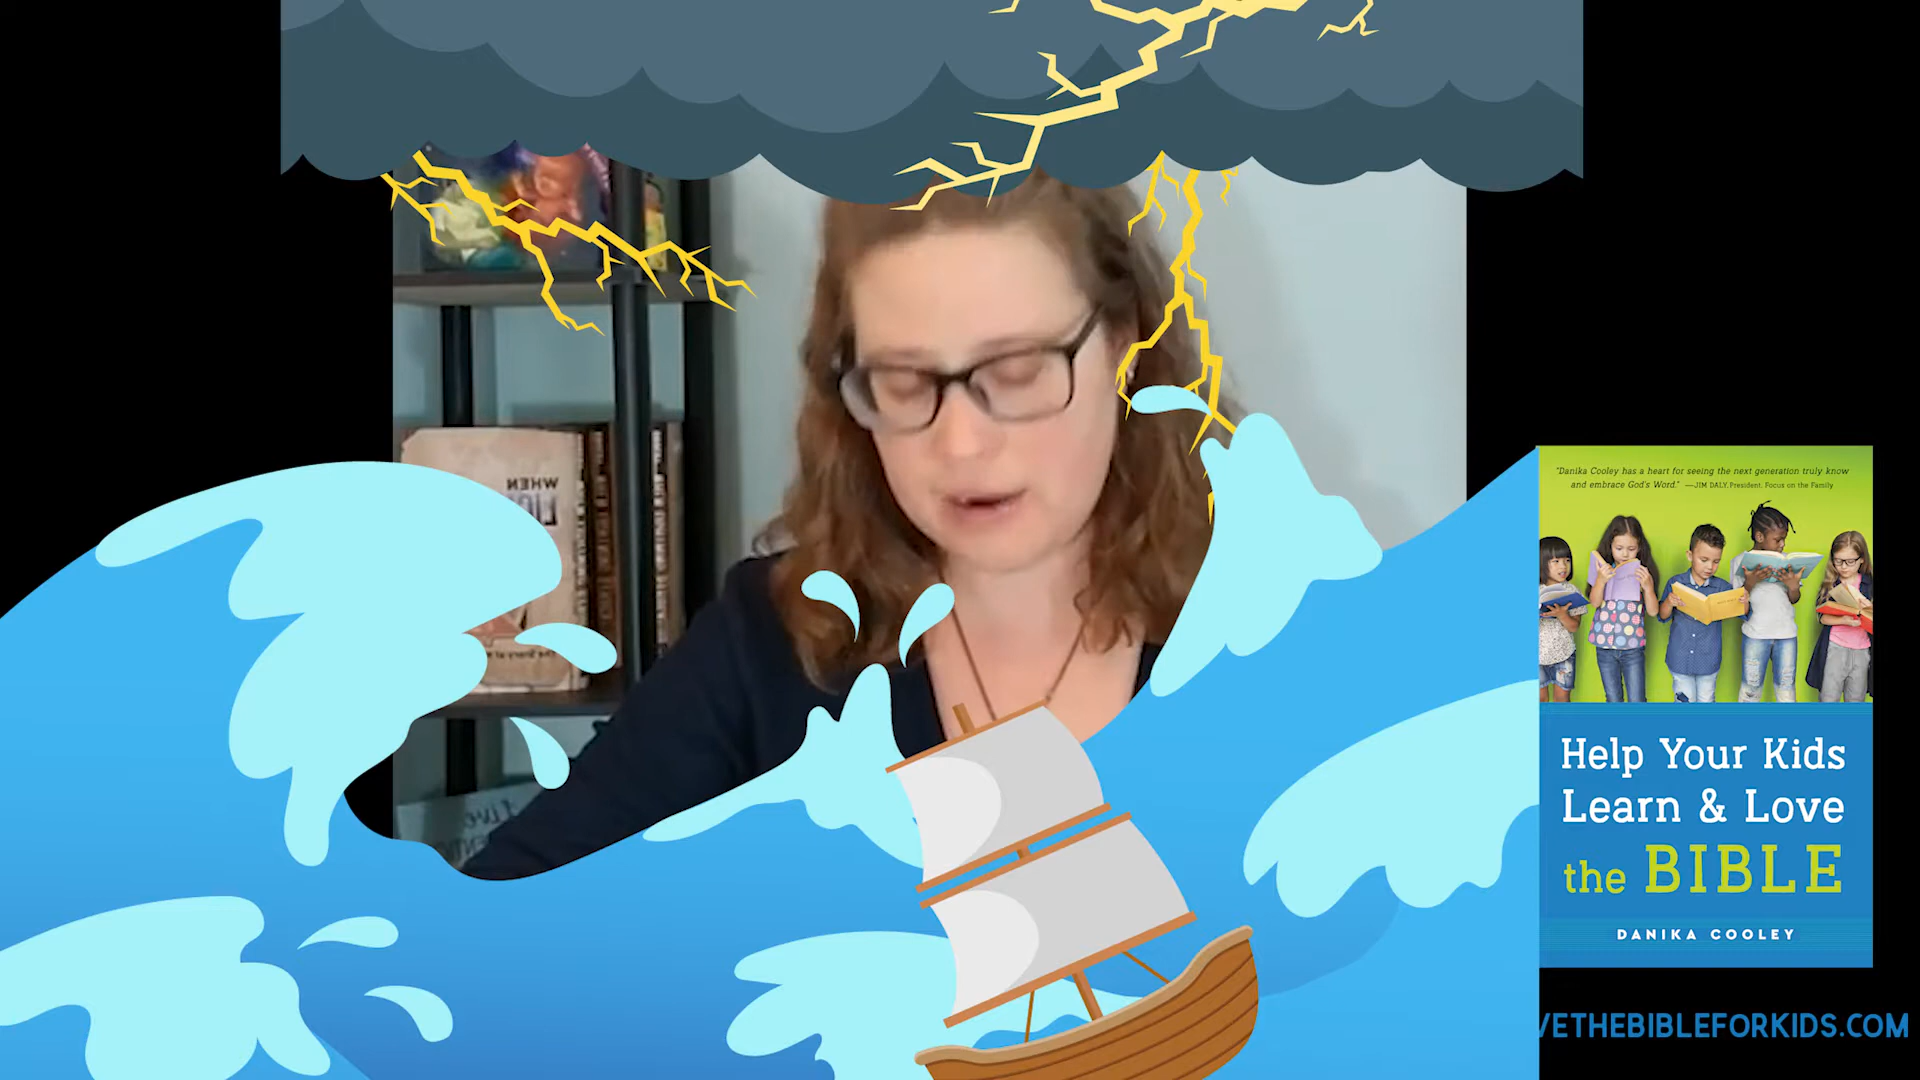 WHEN
"Danika Cooley has a heart for seeing the next generation truly know
and embrace God's Word." —JIM DALY, President, Focus on the Family
Help Your Kids
Learn & Love
the BIBLE
DANIKA COOLEY
VETHEBIBLEFORKIDS.COM